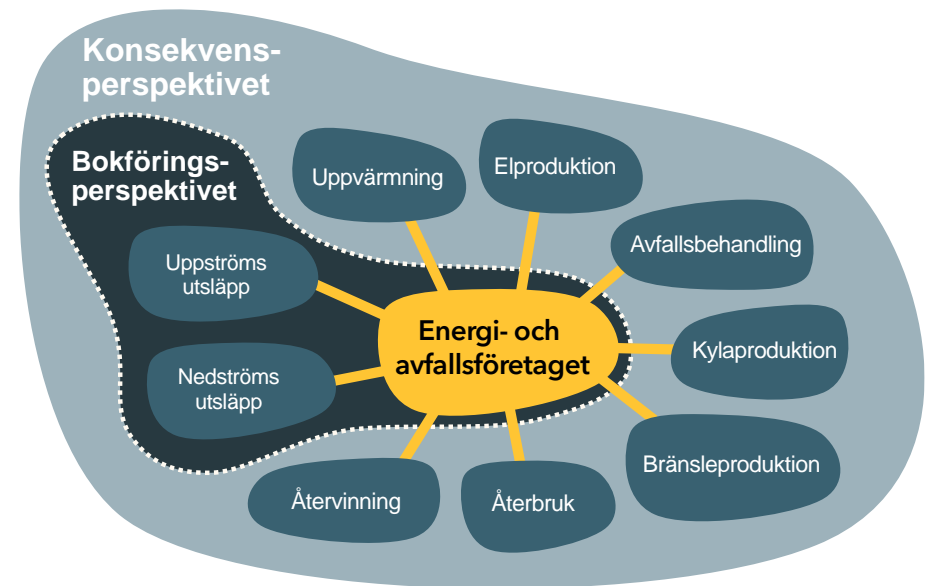 Konsekvens-
perspektivet
Bokförings-
perspektivet
Uppvärmning
Elproduktion
Avfallsbehandling
Uppströms
utsläpp
Energi- och
avfallsföretaget
Kylaproduktion
Nedströms
utsläpp
Bränsleproduktion
Återvinning
Återbruk